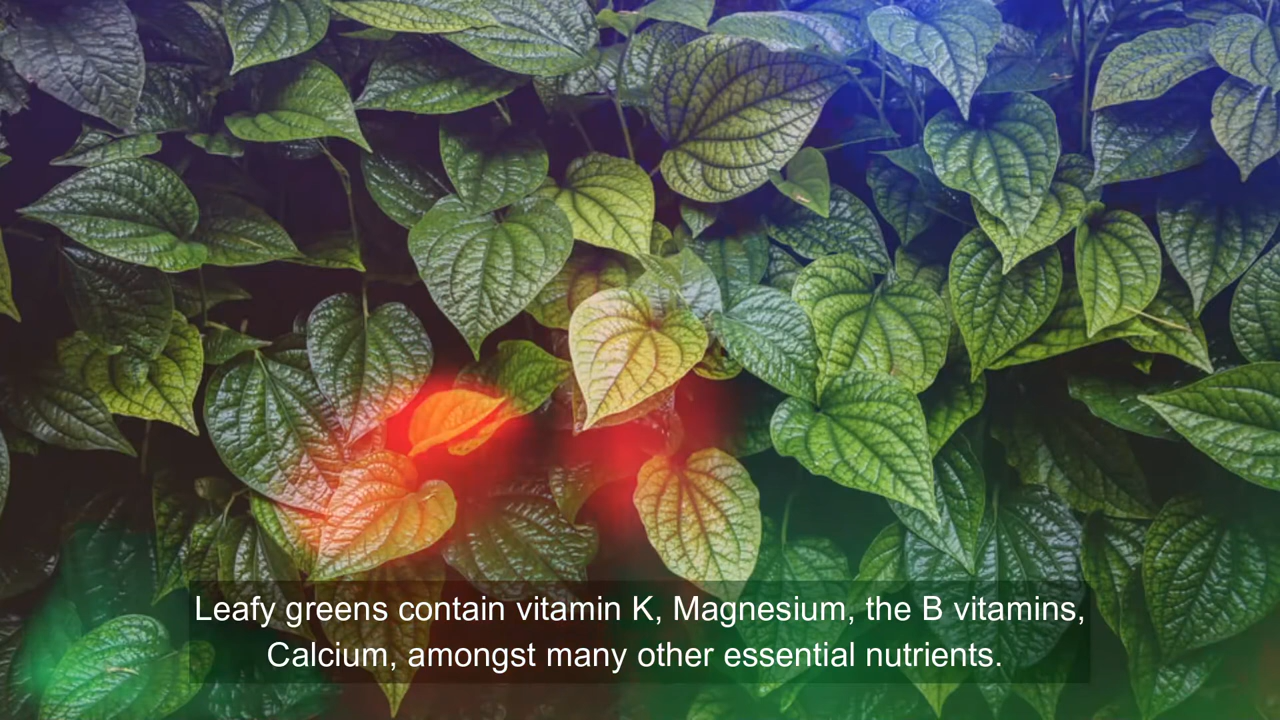 Leafy greens contain vitamin K, Magnesium, the B vitamins,
Calcium, amongst many other essential nutrients.